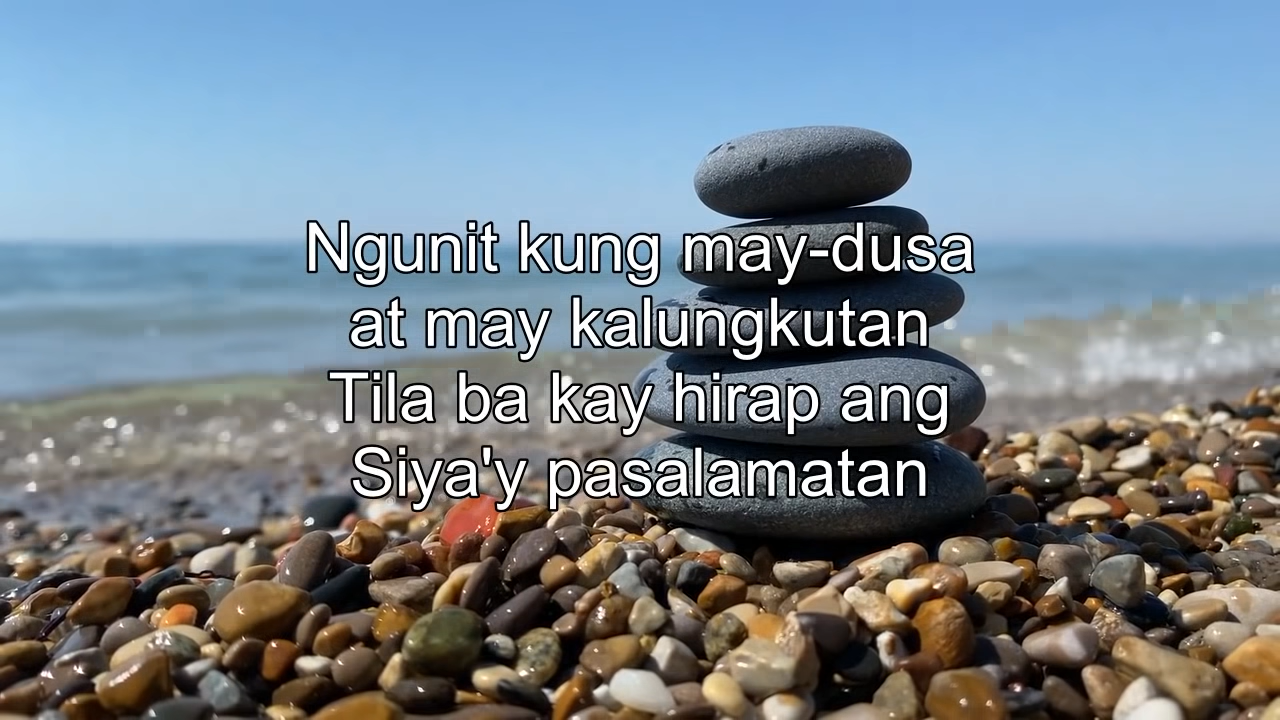 Ngunit kung may-dusa
at may kalungkutan
Tila ba kay hirap ang
Siya'y pasalamatan